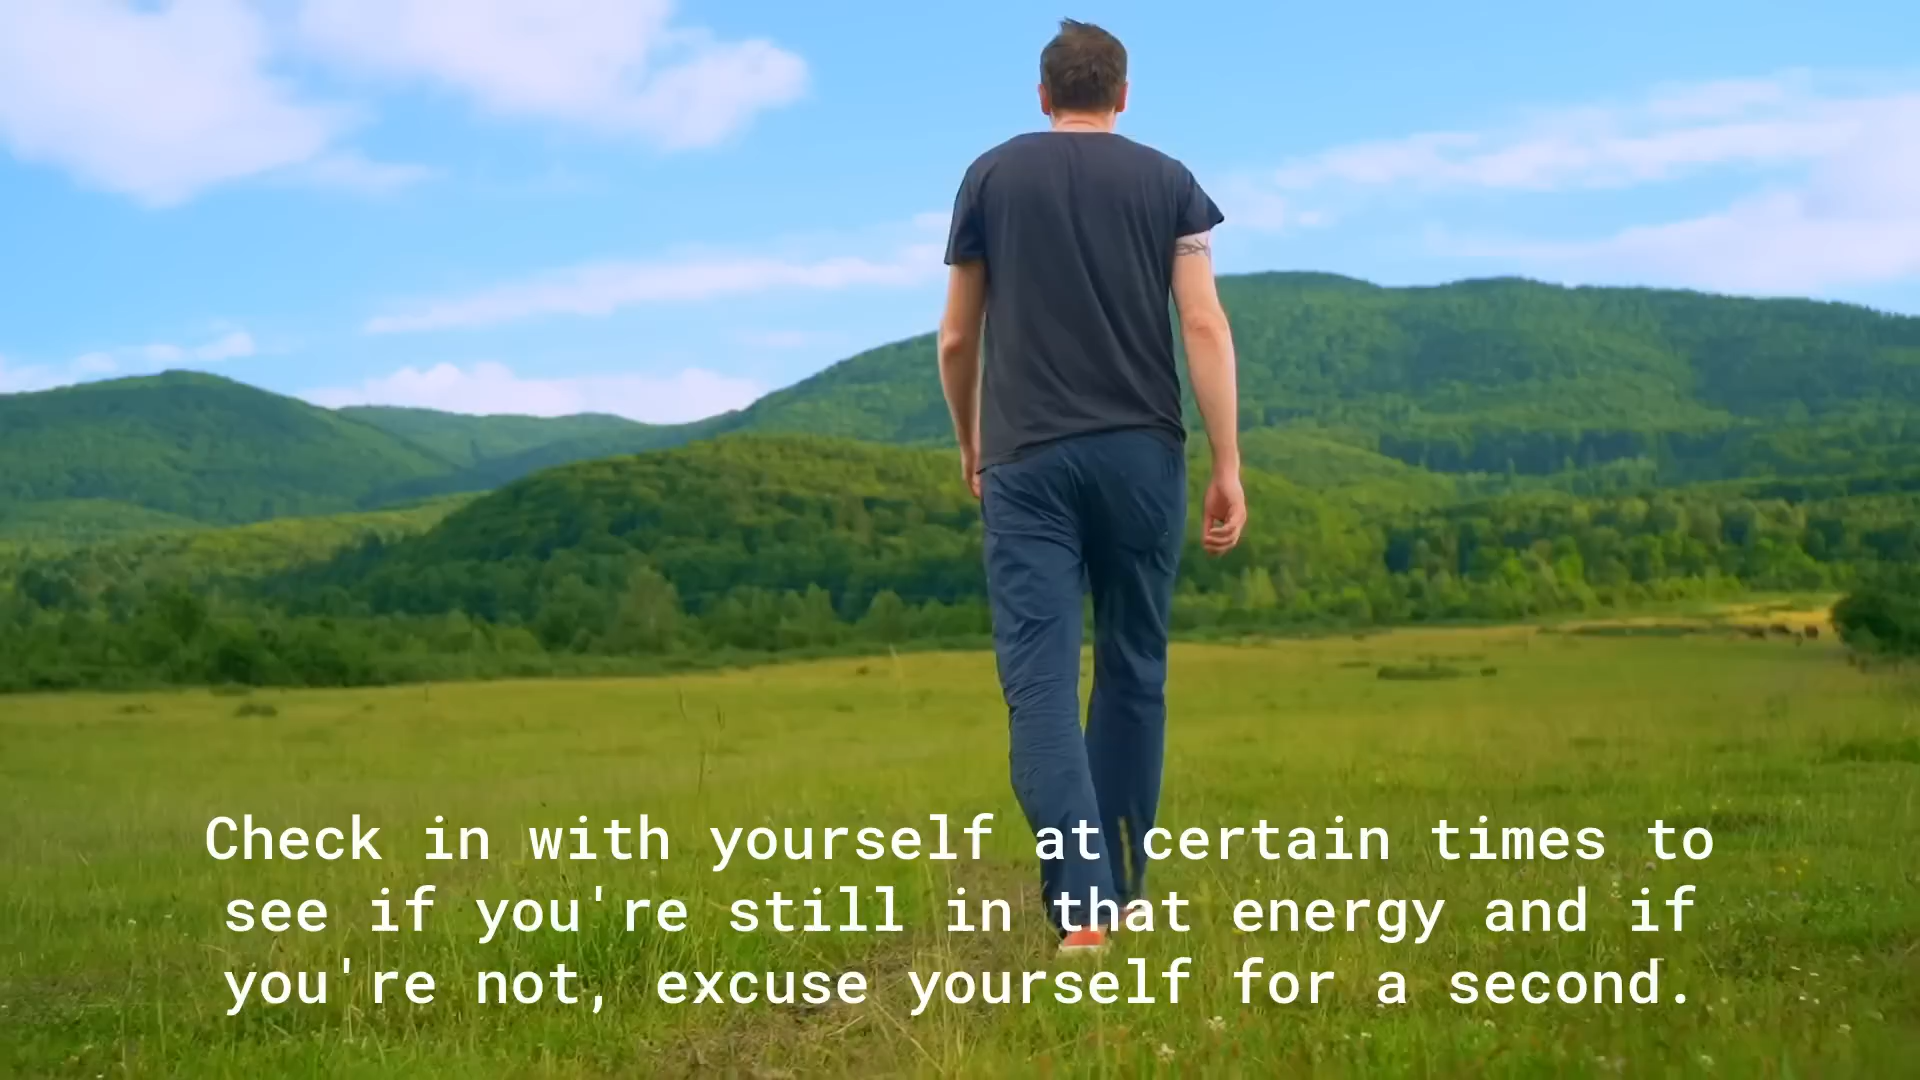 Check in with yourself at certain times to
see if you're still in that energy and if
you're not, excuse yourself for a second.